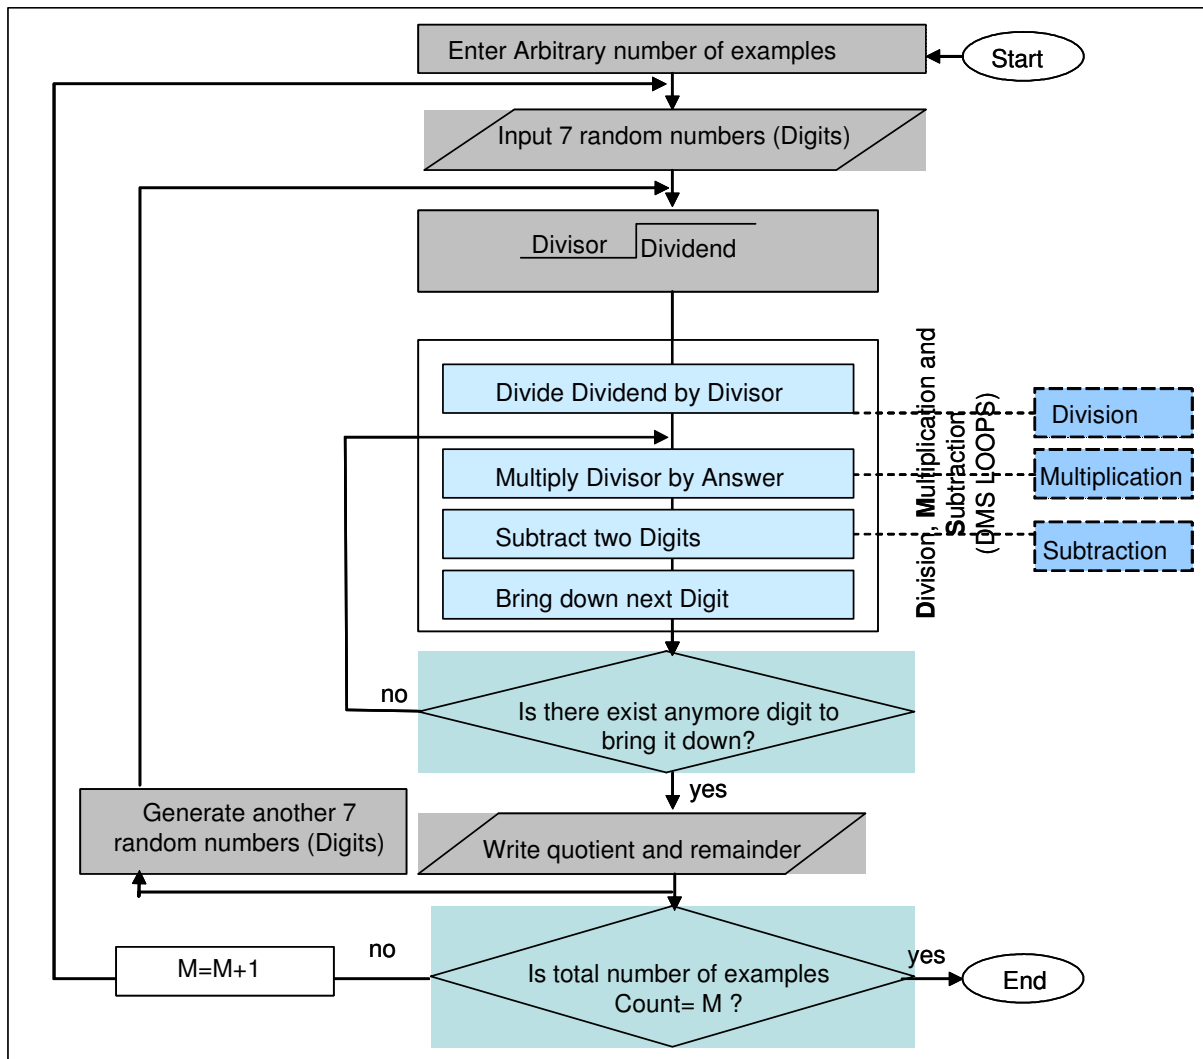 Enter Arbitrary number of examples
Start
Input 7 random numbers (Digits)
Divisor
Dividend
Divide Dividend by Divisor
Multiply Divisor by Answer
Subtract two Digits
Bring down next Digit
Division, Multiplication and
Subtraction
(DMS LOOPS)
Division
Multiplication
Subtraction
no
Is there exist anymore digit to
bring it down?
yes
Generate another 7
random numbers (Digits)
Write quotient and remainder
M=M+1
no
Is total number of examples
Count= M ?
yes
End